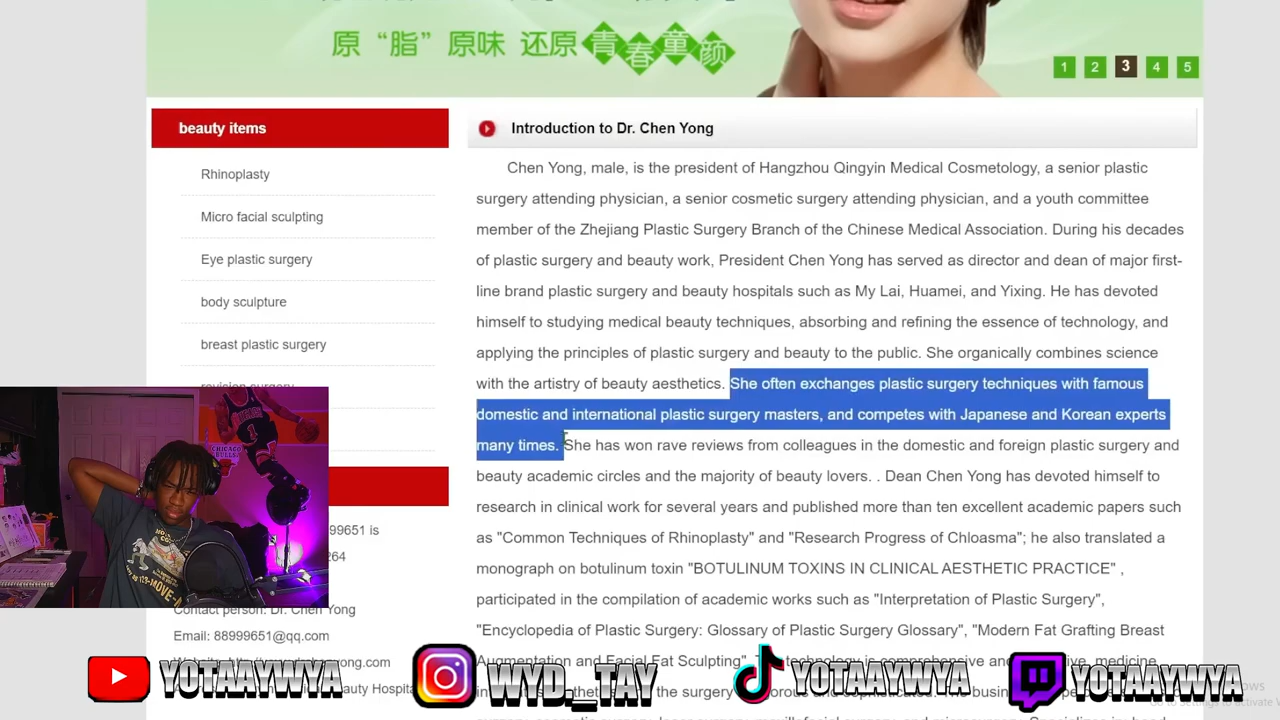 原 “脂” 原味 还原 青春童颜
1 2 3 4 5
beauty items
Rhinoplasty
Micro facial sculpting
Eye plastic surgery
body sculpture
breast plastic surgery
revision surgery
Introduction to Dr. Chen Yong
Chen Yong, male, is the president of Hangzhou Qingyin Medical Cosmetology, a senior plastic
surgery attending physician, a senior cosmetic surgery attending physician, and a youth committee
member of the Zhejiang Plastic Surgery Branch of the Chinese Medical Association. During his decades
of plastic surgery and beauty work, President Chen Yong has served as director and dean of major first-
line brand plastic surgery and beauty hospitals such as My Lai, Huamei, and Yixing. He has devoted
himself to studying medical beauty techniques, absorbing and refining the essence of technology, and
applying the principles of plastic surgery and beauty to the public. She organically combines science
with the artistry of beauty aesthetics. She often exchanges plastic surgery techniques with famous
domestic and international plastic surgery masters, and competes with Japanese and Korean experts
many times. She has won rave reviews from colleagues in the domestic and foreign plastic surgery and
beauty academic circles and the majority of beauty lovers. . Dean Chen Yong has devoted himself to
research in clinical work for several years and published more than ten excellent academic papers such
as "Common Techniques of Rhinoplasty" and "Research Progress of Chloasma"; he also translated a
monograph on botulinum toxin "BOTULINUM TOXINS IN CLINICAL AESTHETIC PRACTICE" ,
participated in the compilation of academic works such as "Interpretation of Plastic Surgery",
"Encyclopedia of Plastic Surgery: Glossary of Plastic Surgery Glossary", "Modern Fat Grafting Breast
Augmentation and Facial Fat Sculpting".
99651 is
264
Contact person: Dr. Chen Yong
Email: 88999651@qq.com
CHICAGO
YOTAAYWYA
WYD_TAY
YOTAAYWYA
YOTAAYWYA